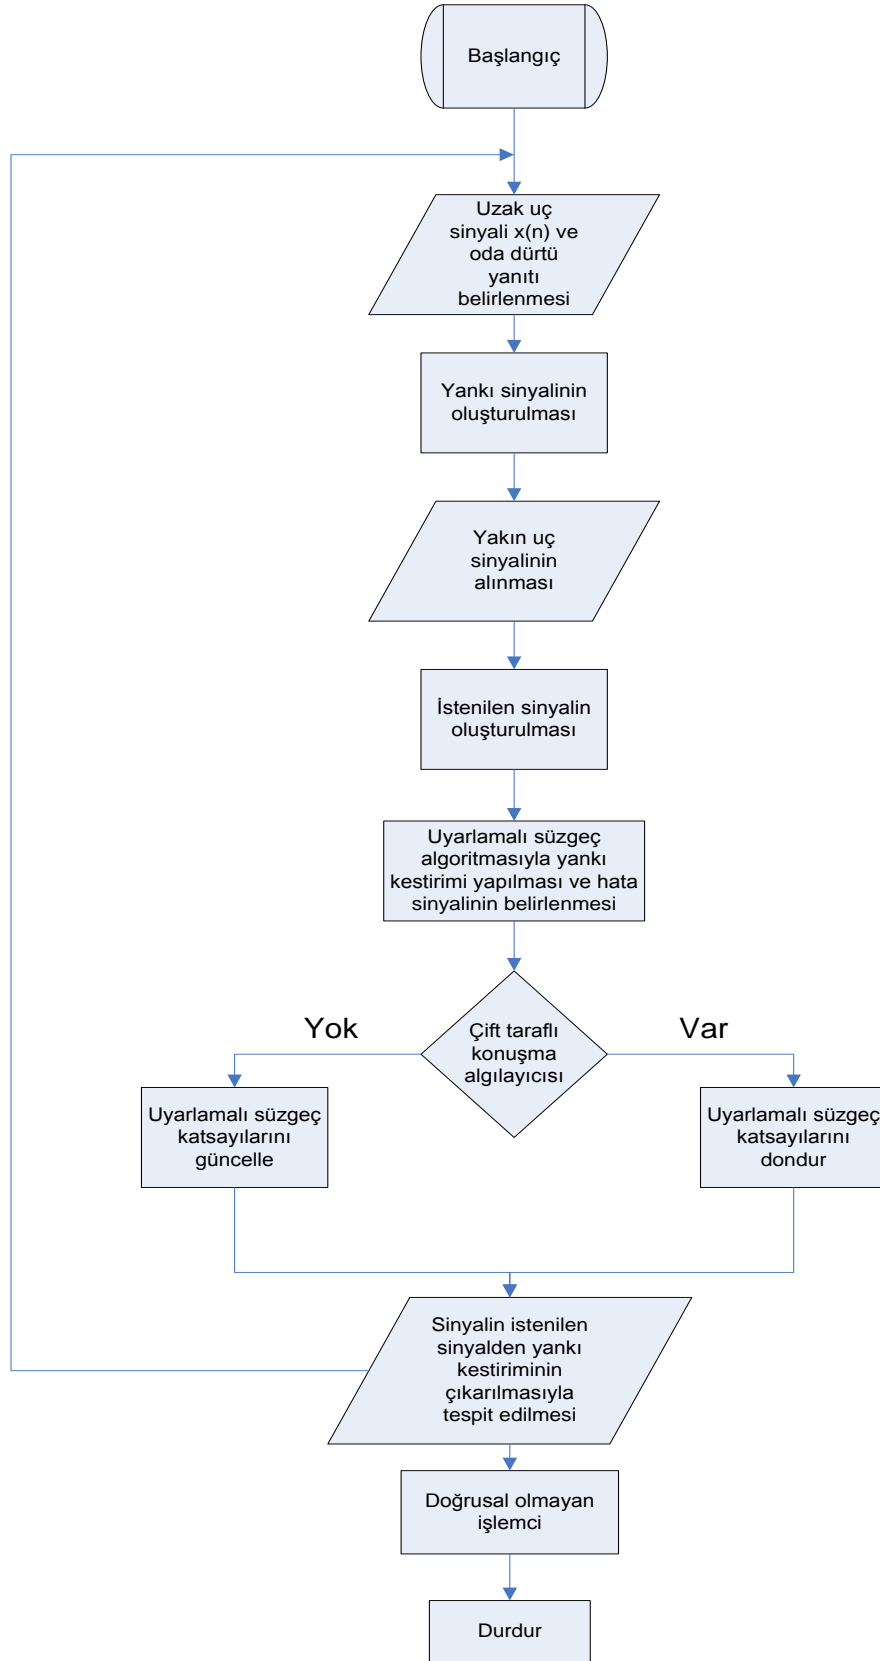 Başlangıç
Uzak uç
sinyali x(n) ve
oda dürtü
yanıtı
belirlenmesi
Yankı sinyalinin
oluşturulması
Yakın uç
sinyalinin
alınması
İstenilen sinyalin
oluşturulması
Uyarlamalı süzgeç
algoritmasıyla yankı
kestirimi yapılması ve hata
sinyalinin belirlenmesi
Çift taraflı
konuşma
algılayıcısı
Yok
Var
Uyarlamalı süzgeç
katsayılarını
güncelle
Uyarlamalı süzgeç
katsayılarını
dondur
Sinyalin istenilen
sinyalden yankı
kestiriminin
çıkarılmasıyla
tespit edilmesi
Doğrusal olmayan
işlemci
Durdur